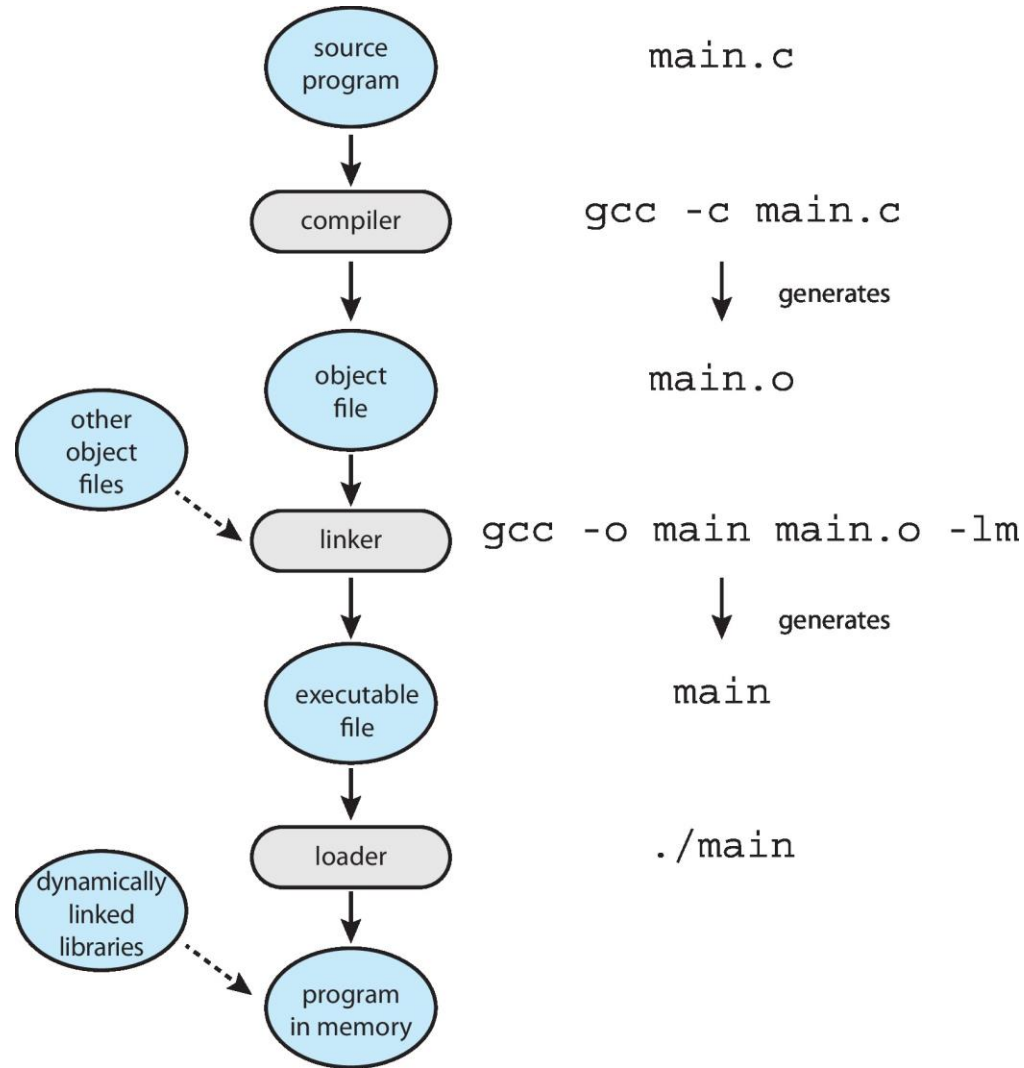 source
program
main.c
compiler
gcc -c main.c
generates
object
file
main.o
other
object
files
linker
gcc -o main main.o -lm
generates
executable
file
main
loader
./main
dynamically
linked
libraries
program
in memory